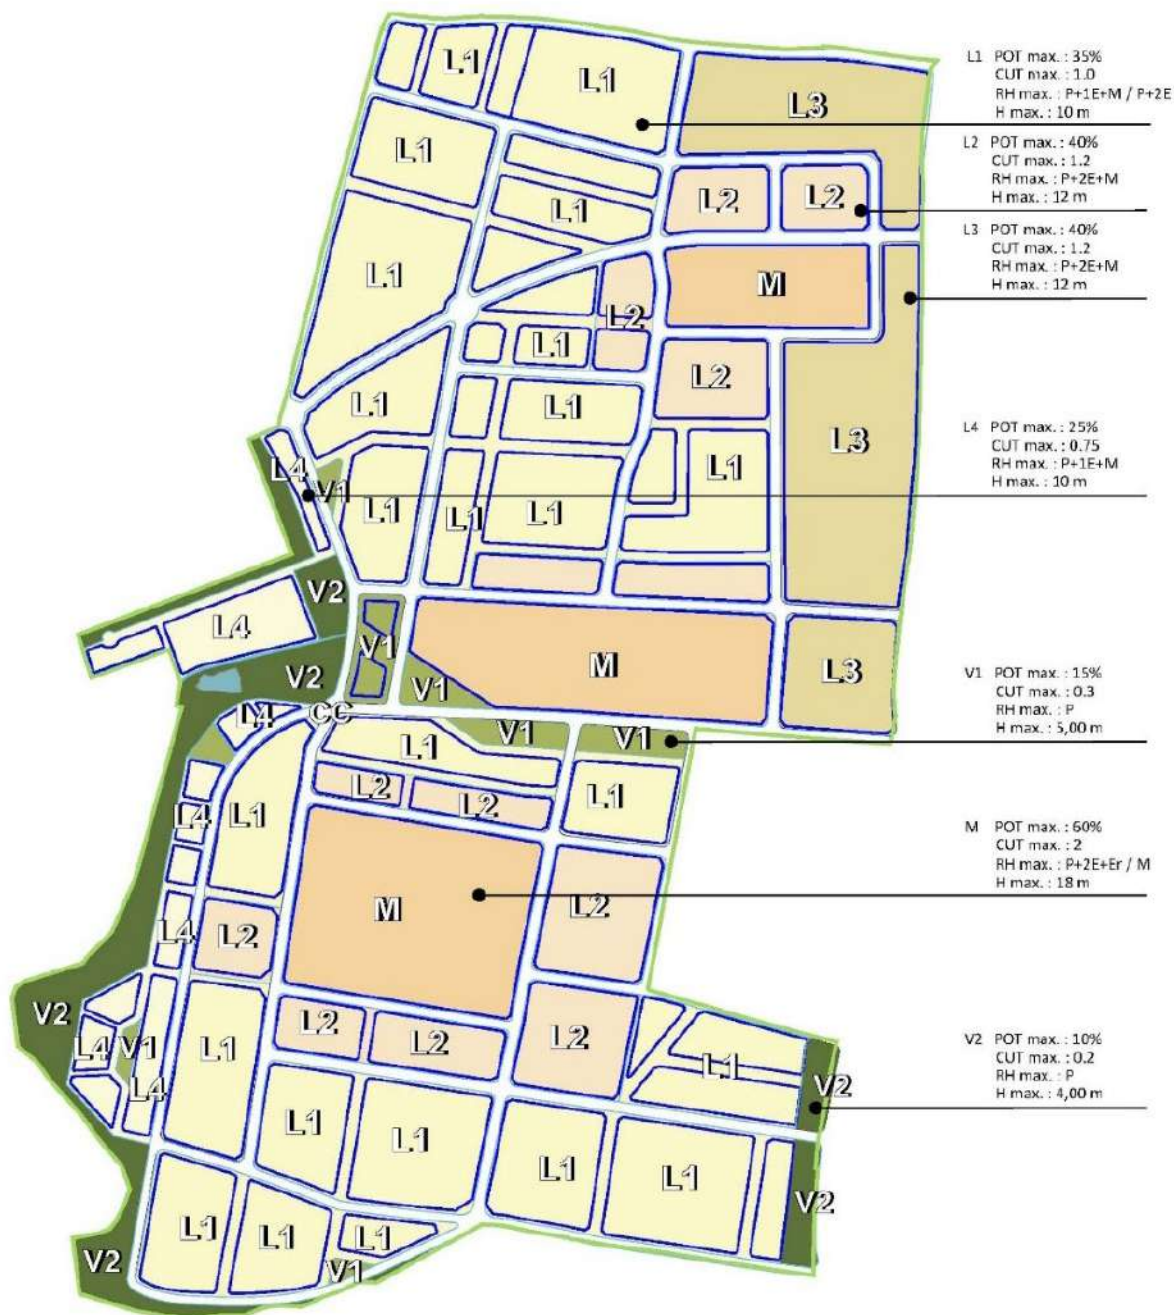 L1 POT max. : 35%
CUT max. : 1.0
RH max. : P+1E+M / P+2E
H max. : 10 m
L2 POT max. : 40%
CUT max. : 1.2
RH max. : P+2E+M
H max. : 12 m
L3 POT max. : 40%
CUT max. : 1.2
RH max. : P+2E+M
H max. : 12 m
L4 POT max. : 25%
CUT max. : 0.75
RH max. : P+1E+M
H max. : 10 m
V1 POT max. : 15%
CUT max. : 0.3
RH max. : P
H max. : 5,00 m
M POT max. : 60%
CUT max. : 2
RH max. : P+2E+Er / M
H max. : 18 m
V2 POT max. : 10%
CUT max. : 0.2
RH max. : P
H max. : 4,00 m
L1
L1
L3
L1
L2
L2
L1
L1
M
L2
L1
L2
L1
L1
L3
L4
L1
V1
L1
L1
L1
V2
L4
V1
M
L3
V2
V1
L4
CC
V1
V1
L1
L2
L2
L1
L4
L1
M
L2
L4
L2
V2
L2
L2
L2
L4
V1
L1
L1
L4
V2
L1
L1
L1
L1
V2
L1
L1
L1
V2
V1